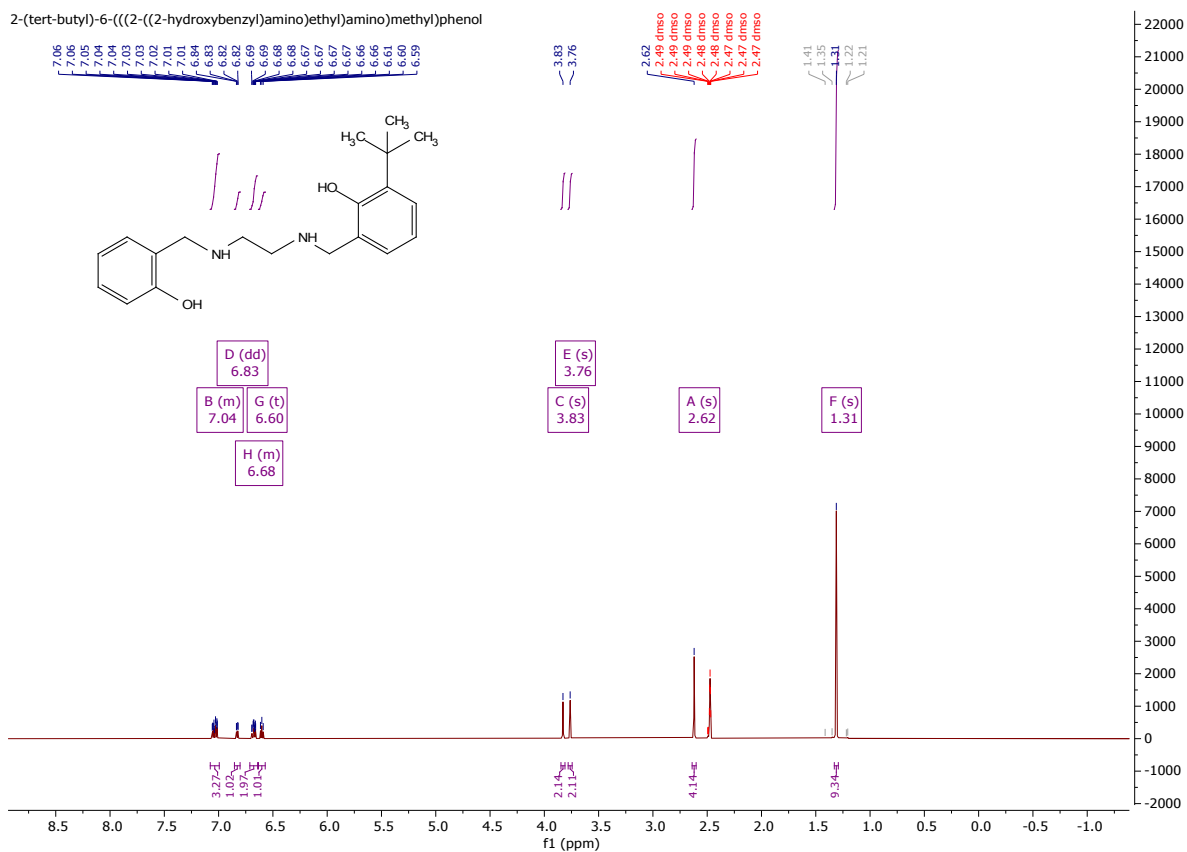 2-(tert-butyl)-6-(((2-((2-hydroxybenzyl)amino)ethyl)amino)methyl)phenol
7.06 7.06 7.05 7.04 7.04 7.03 7.03 7.02 7.01 7.01 6.84 6.83 6.82 6.82 6.69 6.69 6.68 6.68 6.67 6.67 6.67 6.67 6.66 6.66 6.61 6.60 6.59
3.83 3.76
2.62 2.49 dmso 2.49 dmso 2.49 dmso 2.48 dmso 2.48 dmso 2.47 dmso 2.47 dmso 2.47 dmso
1.41 1.35 1.31 1.22 1.21
CH₃
H₃C CH₃
HO
NH
NH
OH
D (dd)
6.83
E (s)
3.76
B (m)
7.04
G (t)
6.60
C (s)
3.83
A (s)
2.62
F (s)
1.31
H (m)
6.68
22000
21000
20000
19000
18000
17000
16000
15000
14000
13000
12000
11000
10000
9000
8000
7000
6000
5000
4000
3000
2000
1000
0
-1000
-2000
3.27 1.02 1.97 1.01 2.14 2.11 4.14 9.34
8.5 8.0 7.5 7.0 6.5 6.0 5.5 5.0 4.5 4.0 3.5 3.0 2.5 2.0 1.5 1.0 0.5 0.0 -0.5 -1.0
f1 (ppm)